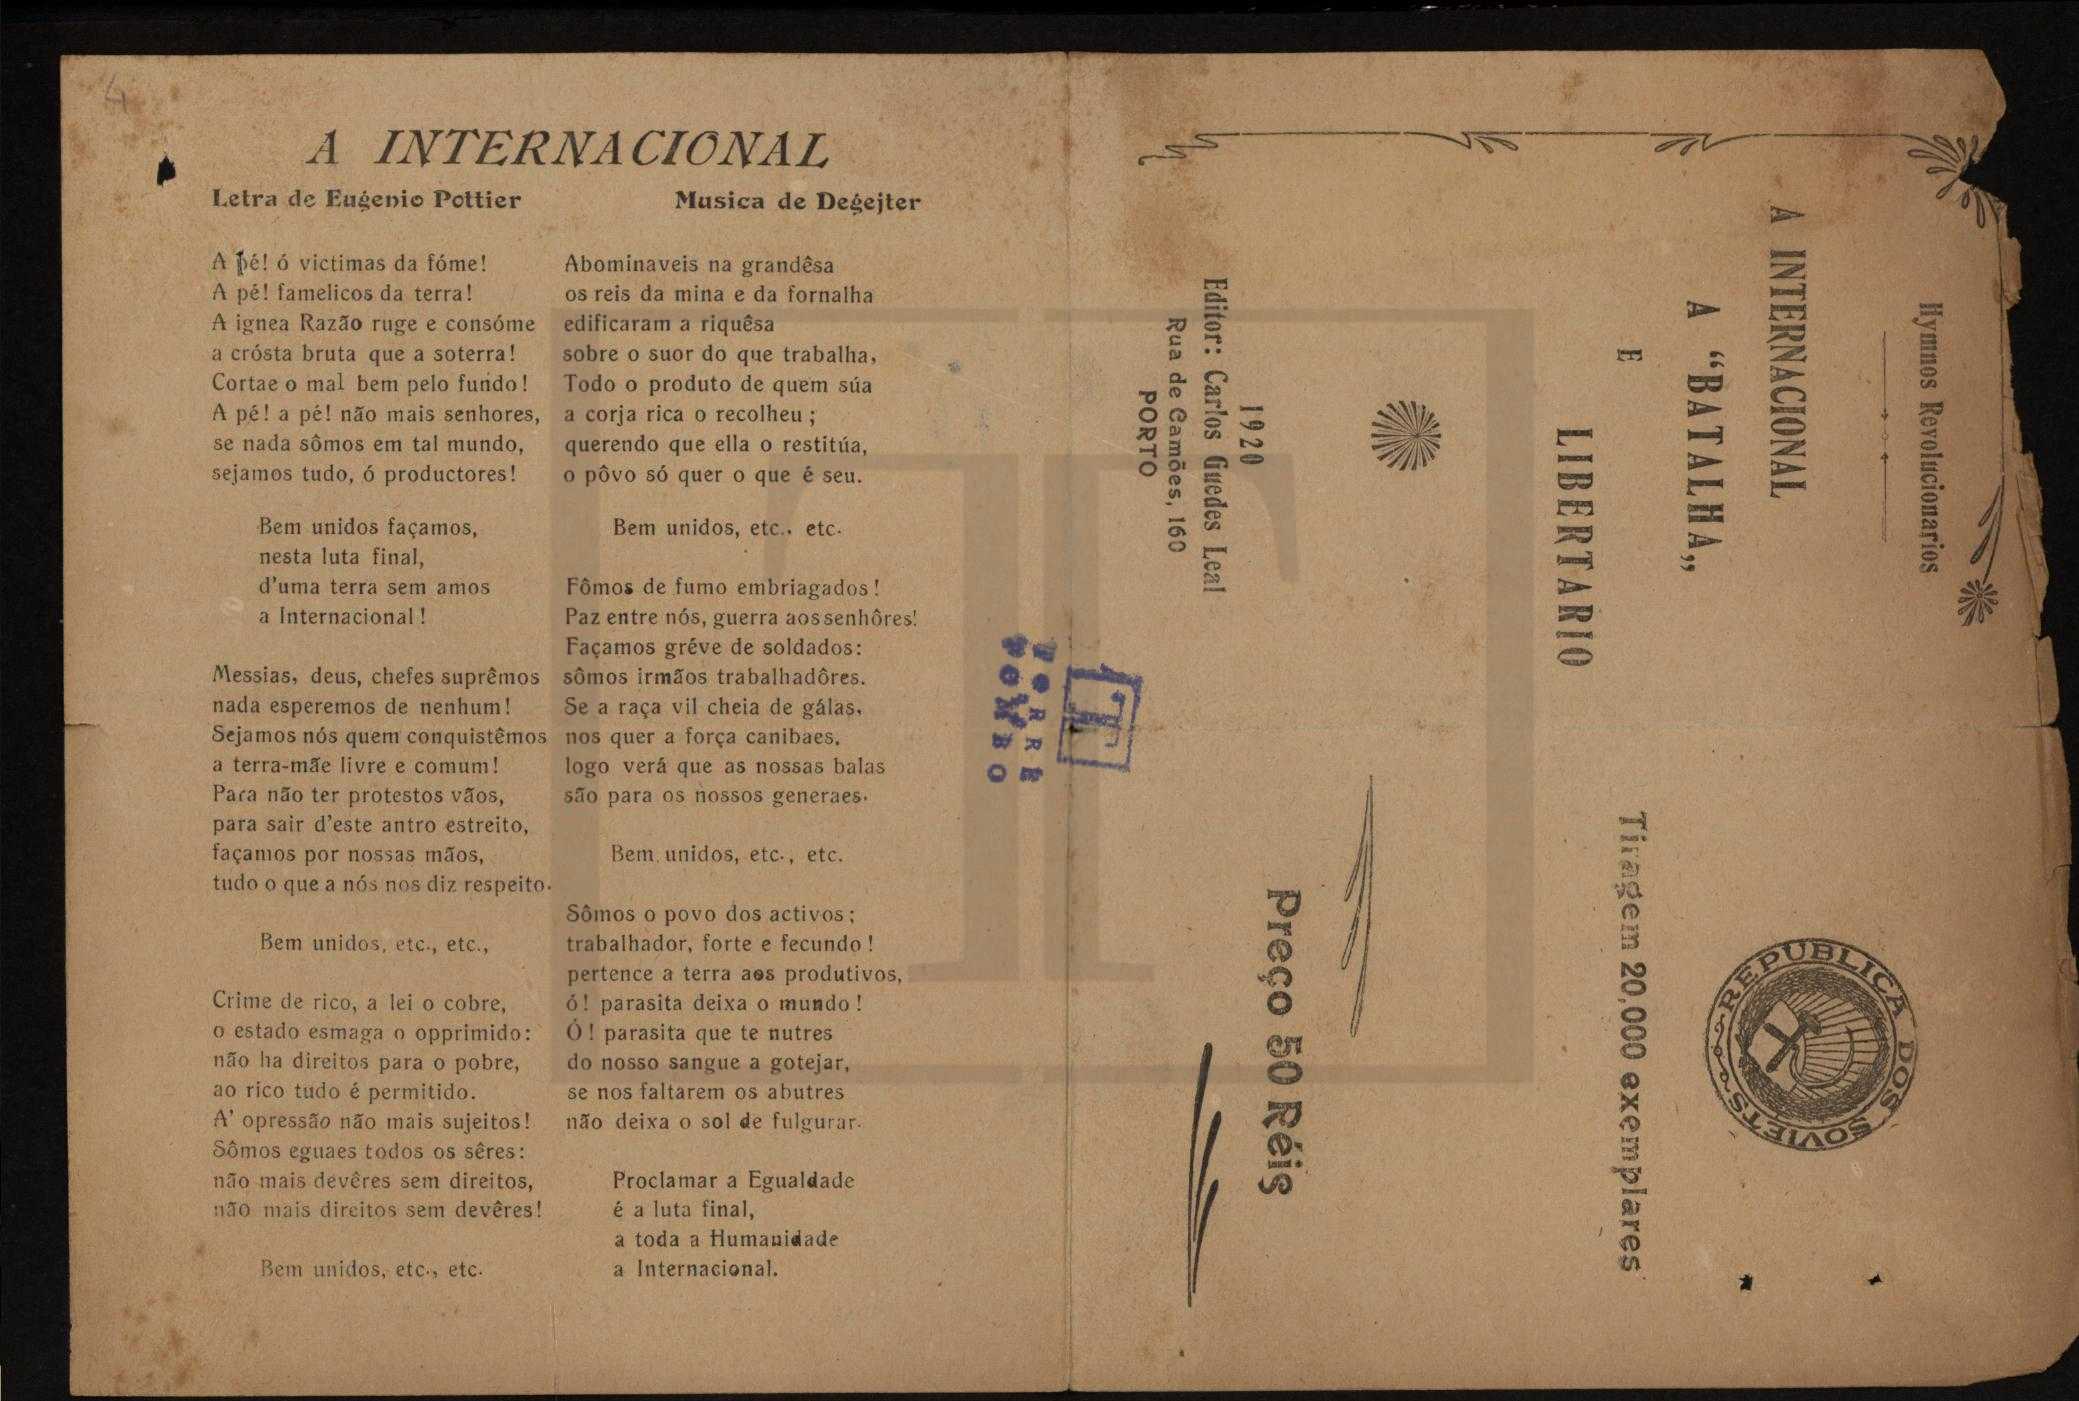 A INTERNACIONAL
Letra de Eugenio Pottier
Musica de Degejter
A pé! ó victimas da fóme!
A pé! famelicos da terra!
A ignea Razão ruge e consóme
a crósta bruta que a soterra!
Cortae o mal bem pelo fundo!
A pé! a pé! não mais senhores,
se nada sômos em tal mundo,
sejamos tudo, ó productores!
Bem unidos façamos,
nesta luta final,
d'uma terra sem amos
a Internacional!
Messias, deus, chefes suprêmos
nada esperemos de nenhum!
Sejamos nós quem conquistêmos
a terra-mãe livre e comum!
Para não ter protestos vãos,
para sair d'este antro estreito,
façamos por nossas mãos,
tudo o que a nós nos diz respeito.
Bem unidos, etc., etc.,
Crime de rico, a lei o cobre,
o estado esmaga o opprimido:
não ha direitos para o pobre,
ao rico tudo é permitido.
A' opressão não mais sujeitos!
Sômos eguaes todos os sêres:
não mais devêres sem direitos,
não mais direitos sem devêres!
Bem unidos, etc., etc.
Abominaveis na grandêsa
os reis da mina e da fornalha
edificaram a riquêsa
sobre o suor do que trabalha,
Todo o produto de quem súa
a corja rica o recolheu;
querendo que ella o restitúa,
o pôvo só quer o que é seu.
Bem unidos, etc., etc.
Fômos de fumo embriagados!
Paz entre nós, guerra aos senhôres!
Façamos gréve de soldados:
sômos irmãos trabalhadôres.
Se a raça vil cheia de gálas,
nos quer a força canibaes,
logo verá que as nossas balas
são para os nossos generaes.
Bem unidos, etc., etc.
Sômos o povo dos activos;
trabalhador, forte e fecundo!
pertence a terra aos produtivos,
ó! parasita deixa o mundo!
Ó! parasita que te nutres
do nosso sangue a gotejar,
se nos faltarem os abutres
não deixa o sol de fulgurar.
Proclamar a Egualdade
é a luta final,
a toda a Humanidade
a Internacional.
TORRE
TOMBO
TT
Hymnos Revolucionarios
A INTERNACIONAL
A "BATALHA„
E
LIBERTARIO
REPUBLICA DOS SOVIETS
Tiragem 20,000 exemplares
Preço 50 Réis
1920
Editor: Carlos Guedes Leal
Rua de Camões, 160
PORTO